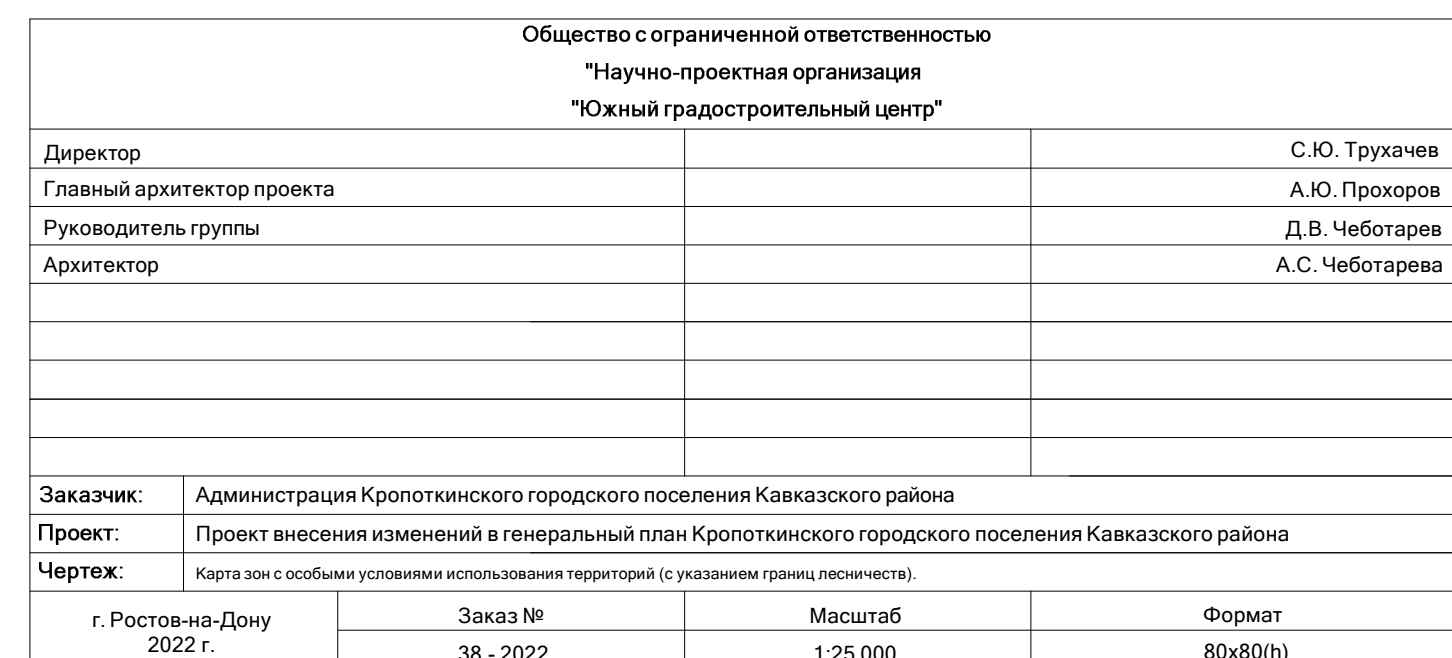 Общество с ограниченной ответственностью
"Научно-проектная организация
"Южный градостроительный центр"
Директор С.Ю. Трухачев
Главный архитектор проекта А.Ю. Прохоров
Руководитель группы Д.В. Чеботарев
Архитектор А.С. Чеботарева
Заказчик: Администрация Кропоткинского городского поселения Кавказского района
Проект: Проект внесения изменений в генеральный план Кропоткинского городского поселения Кавказского района
Чертеж: Карта зон с особыми условиями использования территорий (с указанием границ лесничеств).
г. Ростов-на-Дону Заказ № Масштаб Формат
2022 г. 38 - 2022 1:25 000 80x80(h)